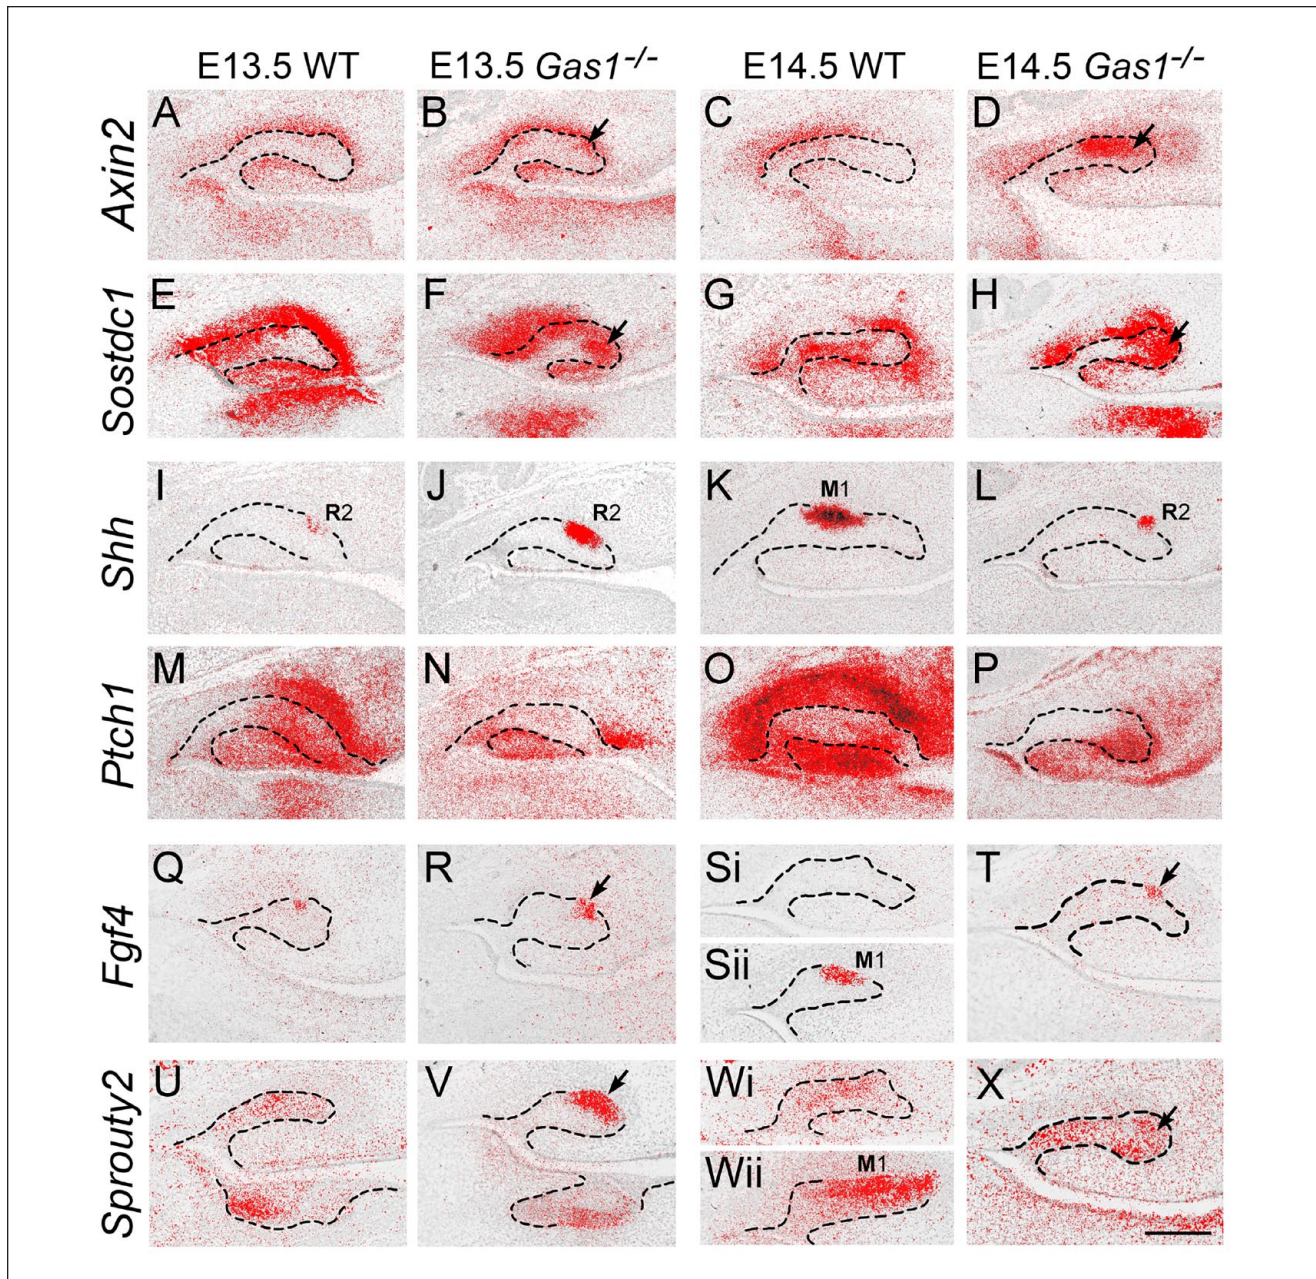 E13.5 WT E13.5 Gas1-/- E14.5 WT E14.5 Gas1-/-
Axin2 A B C D
Sostdc1 E F G H
Shh I R2 J R2 K M1 L R2
Ptch1 M N O P
Fgf4 Q R Si T
Sii M1
Sprouty2 U V Wi X
Wii M1